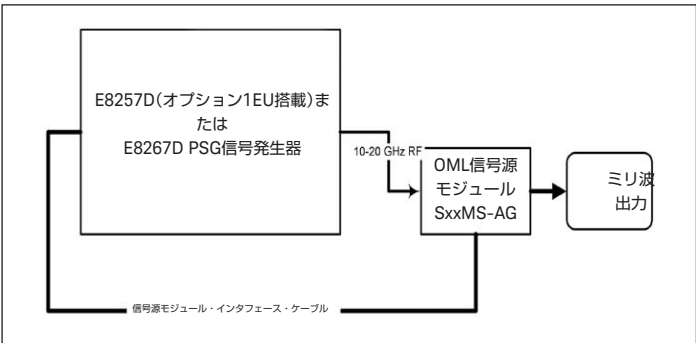 E8257D(オプション1EU搭載)ま
たは
E8267D PSG信号発生器
10-20 GHz RF
OML信号源
モジュール
SxxMS-AG
ミリ波
出力
信号源モジュール・インタフェース・ケーブル